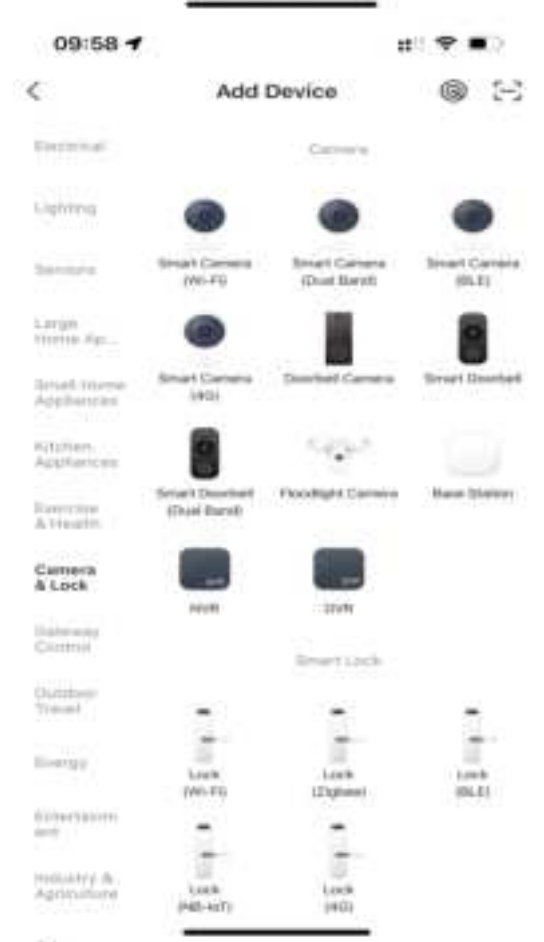 09:58
Add Device
Electrical
Lighting
Sensors
Large
Home Ap...
Small Home
Appliances
Kitchen
Appliances
Exercise
& Health
Camera
& Lock
Gateway
Control
Outdoor
Travel
Energy
Entertainm
ent
Industry &
Agriculture
Camera
Smart Camera
(Wi-Fi)
Smart Camera
(Dual Band)
Smart Camera
(BLE)
Smart Camera
(4G)
Doorbell Camera
Smart Doorbell
Smart Doorbell
(Dual Band)
Floodlight Camera
Base Station
NVR
DVR
Smart Lock
Lock
(Wi-Fi)
Lock
(Zigbee)
Lock
(BLE)
Lock
(NB-IoT)
Lock
(4G)